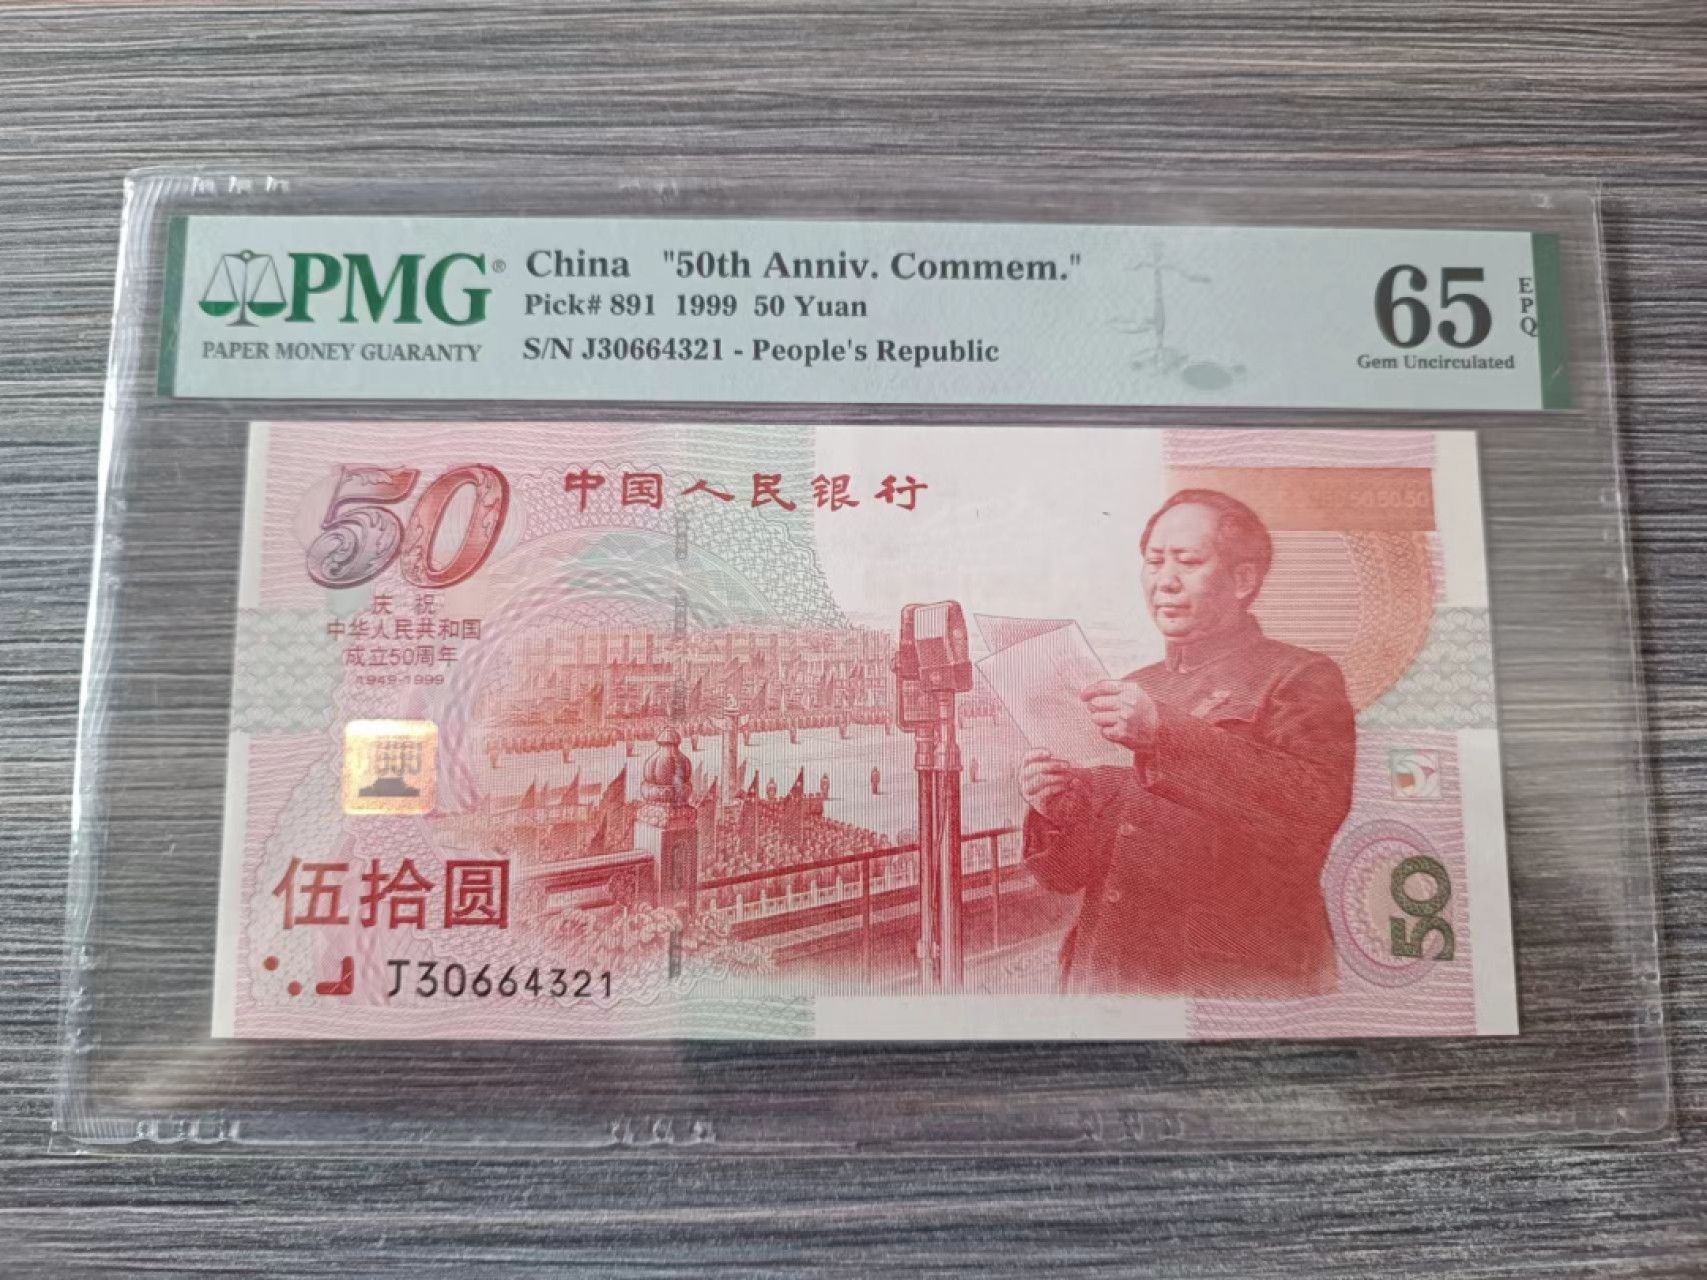 PMG®
PAPER MONEY GUARANTY
China "50th Anniv. Commem."
Pick# 891 1999 50 Yuan
S/N J30664321 - People's Republic
65
EPQ
Gem Uncirculated
50
中国人民银行
505050
庆祝
中华人民共和国
成立50周年
1949-1999
伍拾圆
J30664321
50